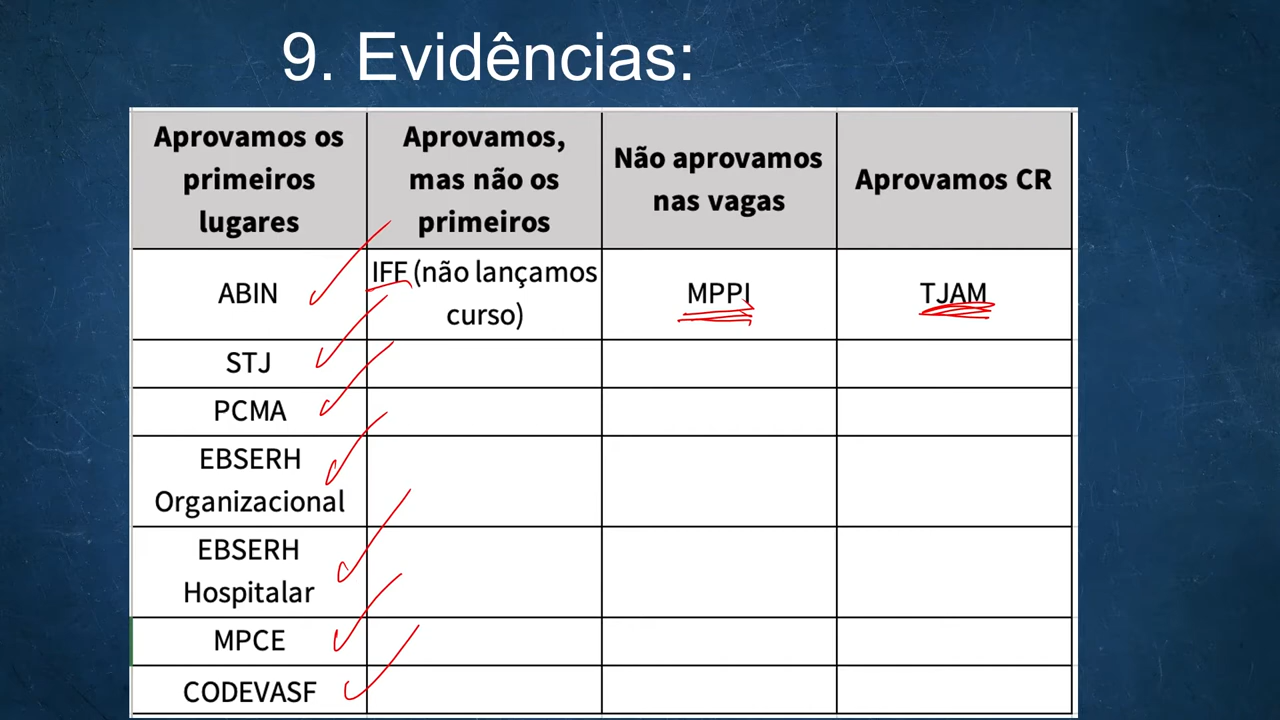 9. Evidências:
Aprovamos os
primeiros
lugares
Aprovamos,
mas não os
primeiros
Não aprovamos
nas vagas
Aprovamos CR
ABIN
IFF (não lançamos
curso)
MPPI
TJAM
STJ
PCMA
EBSERH
Organizacional
EBSERH
Hospitalar
MPCE
CODEVASF